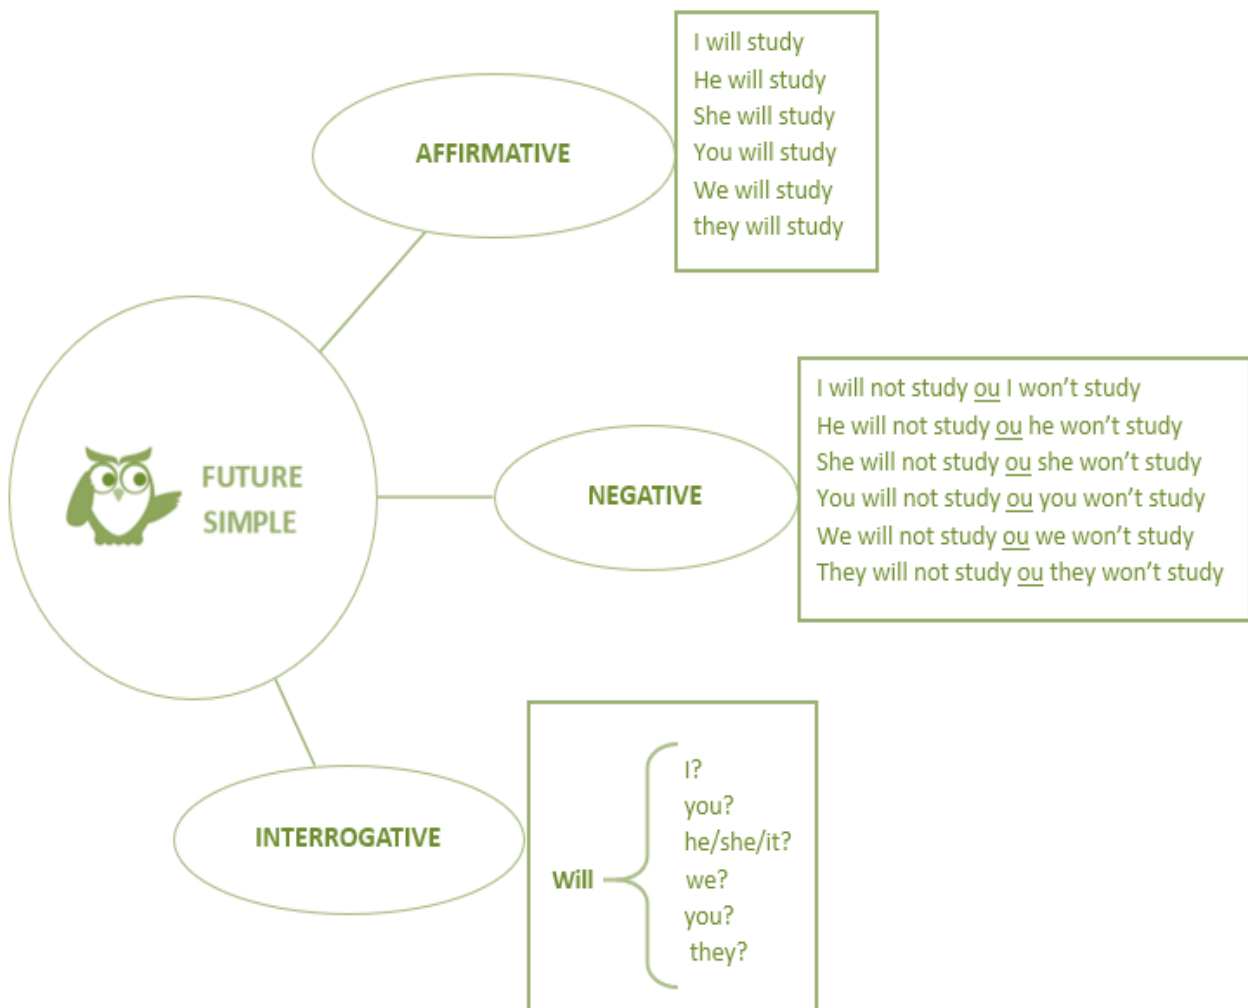 AFFIRMATIVE
I will study
He will study
She will study
You will study
We will study
they will study
FUTURE
SIMPLE
NEGATIVE
I will not study ou I won't study
He will not study ou he won't study
She will not study ou she won't study
You will not study ou you won't study
We will not study ou we won't study
They will not study ou they won't study
INTERROGATIVE
Will
I?
you?
he/she/it?
we?
you?
they?